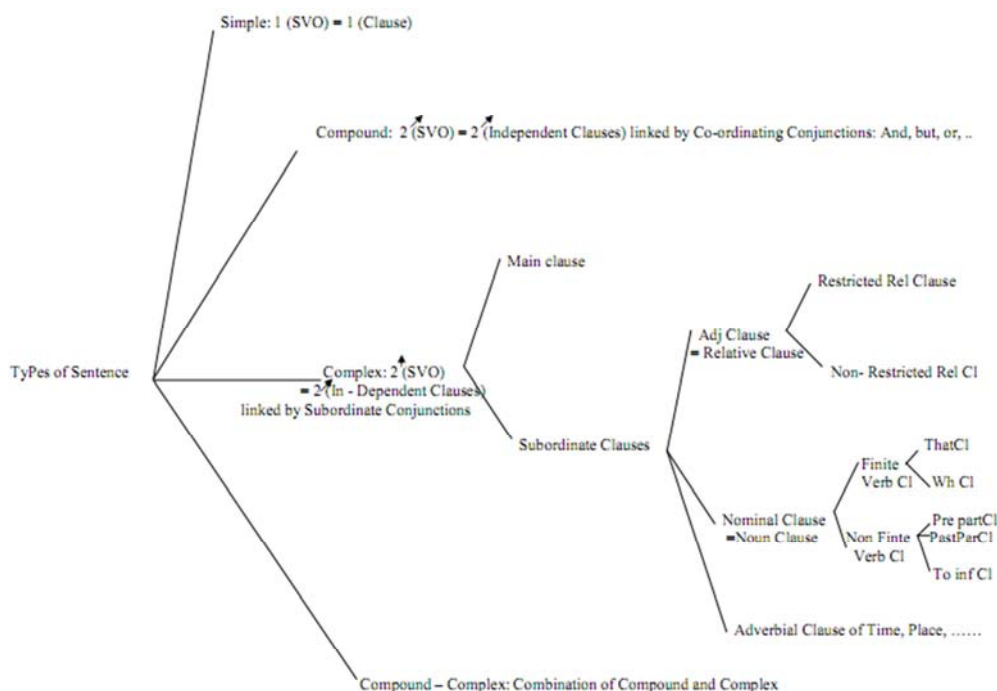 Simple: 1 (SVO) = 1 (Clause)
Compound: 2 (SVO) = 2 (Independent Clauses) linked by Co-ordinating Conjunctions: And, but, or, ..
Main clause
Restricted Rel Clause
Adj Clause
= Relative Clause
Non- Restricted Rel Cl
TyPes of Sentence
Complex: 2 (SVO)
= 2 (In - Dependent Clauses)
linked by Subordinate Conjunctions
Subordinate Clauses
ThatCl
Finite
Verb Cl
Wh Cl
Nominal Clause
=Noun Clause
Pre partCl
Non Finte
Verb Cl
PastParCl
To inf Cl
Adverbial Clause of Time, Place, ……
Compound – Complex: Combination of Compound and Complex